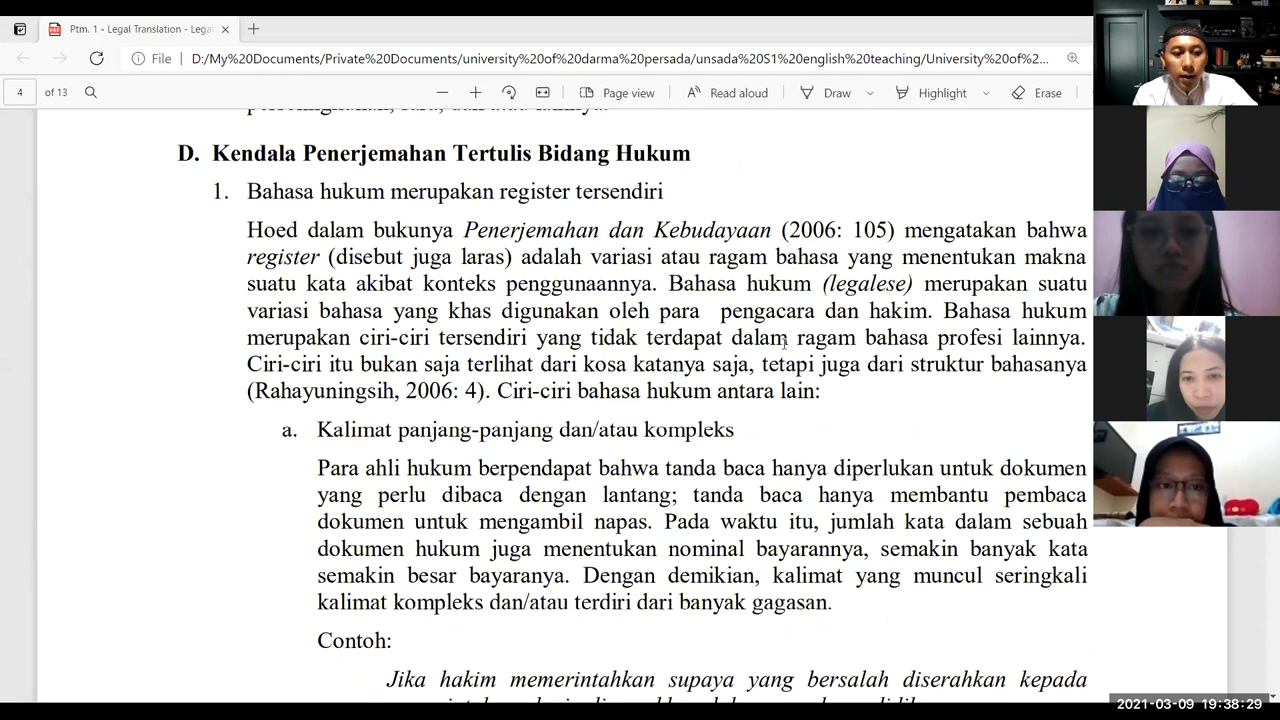 Ptm. 1 - Legal Translation - Lega
File D:/My%20Documents/Private%20Documents/university%20of%20darma%20persada/unsada%20S1%20english%20teaching/University%20of%2...
4 of 13 Page view Read aloud Draw Highlight Erase
D. Kendala Penerjemahan Tertulis Bidang Hukum
1. Bahasa hukum merupakan register tersendiri
Hoed dalam bukunya Penerjemahan dan Kebudayaan (2006: 105) mengatakan bahwa
register (disebut juga laras) adalah variasi atau ragam bahasa yang menentukan makna
suatu kata akibat konteks penggunaannya. Bahasa hukum (legalese) merupakan suatu
variasi bahasa yang khas digunakan oleh para pengacara dan hakim. Bahasa hukum
merupakan ciri-ciri tersendiri yang tidak terdapat dalam ragam bahasa profesi lainnya.
Ciri-ciri itu bukan saja terlihat dari kosa katanya saja, tetapi juga dari struktur bahasanya
(Rahayuningsih, 2006: 4). Ciri-ciri bahasa hukum antara lain:
a. Kalimat panjang-panjang dan/atau kompleks
Para ahli hukum berpendapat bahwa tanda baca hanya diperlukan untuk dokumen
yang perlu dibaca dengan lantang; tanda baca hanya membantu pembaca
dokumen untuk mengambil napas. Pada waktu itu, jumlah kata dalam sebuah
dokumen hukum juga menentukan nominal bayarannya, semakin banyak kata
semakin besar bayaranya. Dengan demikian, kalimat yang muncul seringkali
kalimat kompleks dan/atau terdiri dari banyak gagasan.
Contoh:
Jika hakim memerintahkan supaya yang bersalah diserahkan kepada
2021-03-09 19:38:29